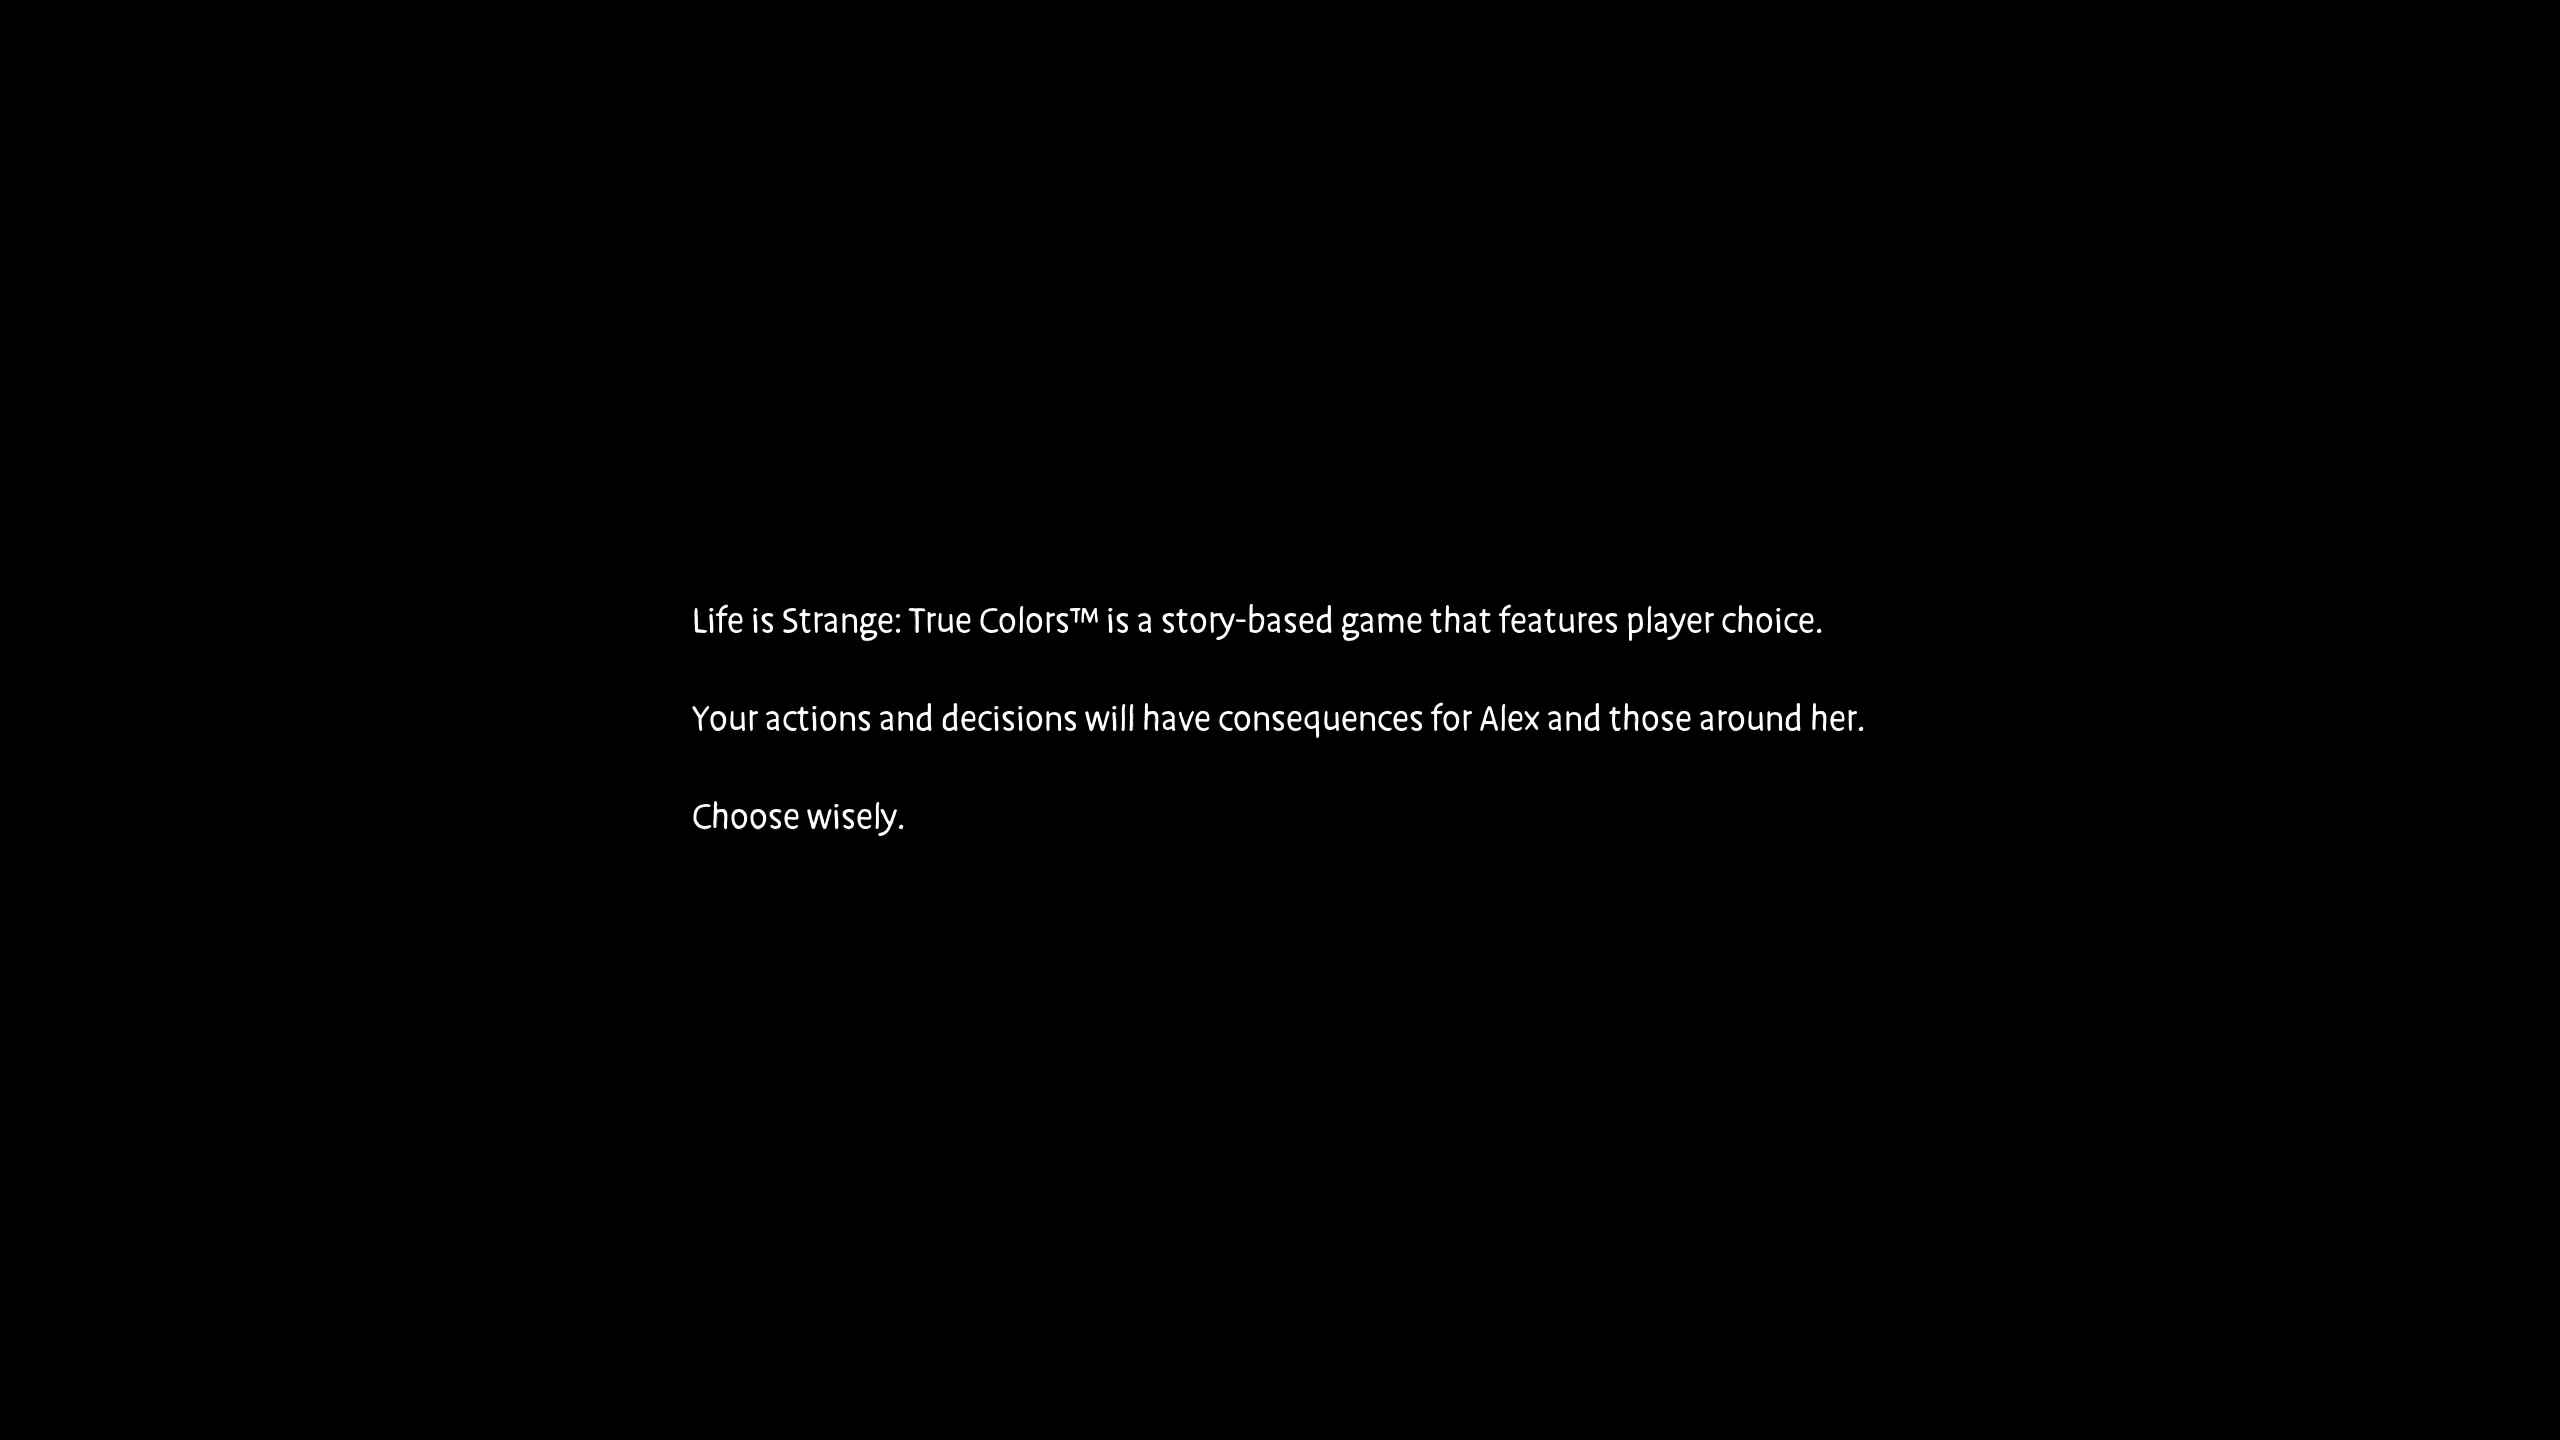 Life is Strange: True Colors™ is a story-based game that features player choice.
Your actions and decisions will have consequences for Alex and those around her.
Choose wisely.